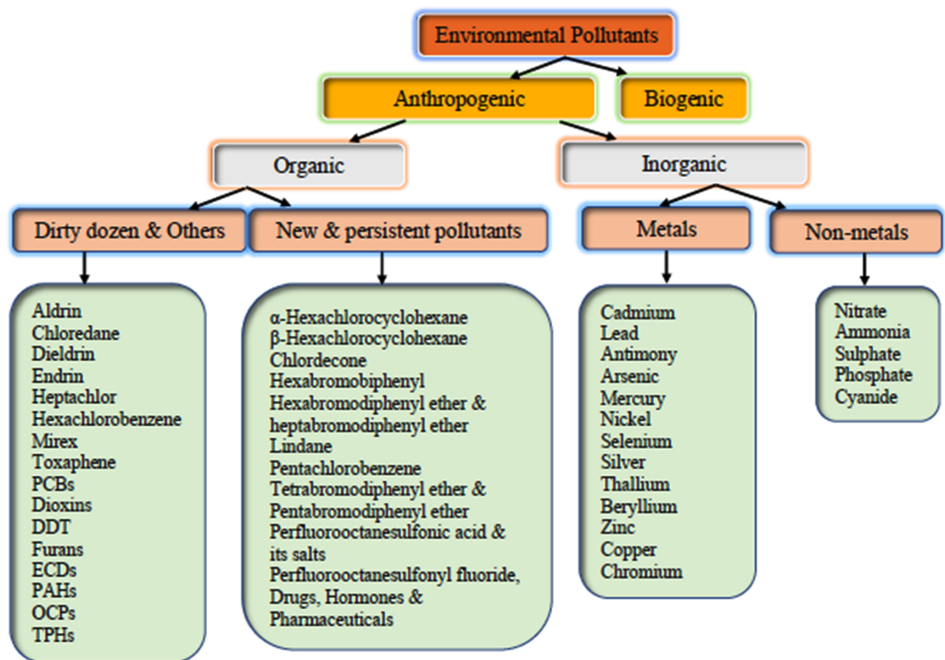 Environmental Pollutants
Anthropogenic
Biogenic
Organic
Inorganic
Dirty dozen & Others
New & persistent pollutants
Metals
Non-metals
Aldrin
Chloredane
Dieldrin
Endrin
Heptachlor
Hexachlorobenzene
Mirex
Toxaphene
PCBs
Dioxins
DDT
Furans
ECDs
PAHs
OCPs
TPHs
α-Hexachlorocyclohexane
β-Hexachlorocyclohexane
Chlordecone
Hexabromobiphenyl
Hexabromodiphenyl ether &
heptabromodiphenyl ether
Lindane
Pentachlorobenzene
Tetrabromodiphenyl ether &
Pentabromodiphenyl ether
Perfluorooctanesulfonic acid &
its salts
Perfluorooctanesulfonyl fluoride,
Drugs, Hormones &
Pharmaceuticals
Cadmium
Lead
Antimony
Arsenic
Mercury
Nickel
Selenium
Silver
Thallium
Beryllium
Zinc
Copper
Chromium
Nitrate
Ammonia
Sulphate
Phosphate
Cyanide